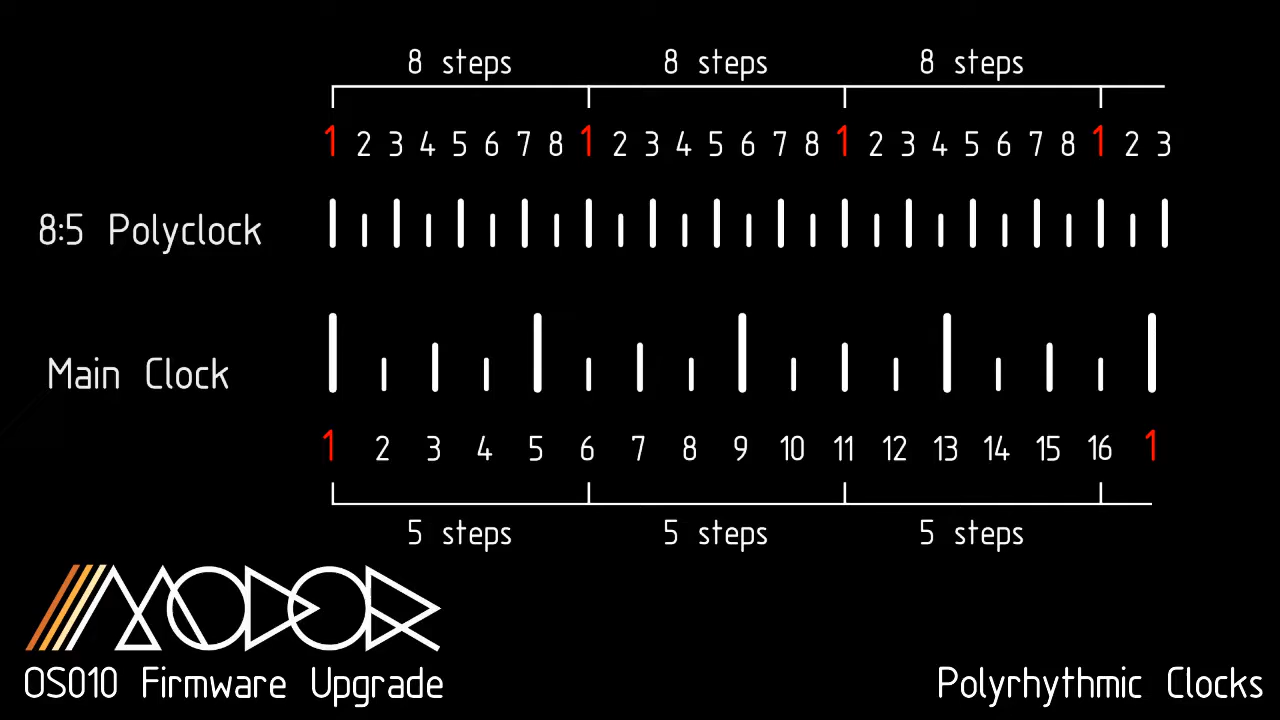 8 steps 8 steps 8 steps
1 2 3 4 5 6 7 8 1 2 3 4 5 6 7 8 1 2 3 4 5 6 7 8 1 2 3
8:5 Polyclock
Main Clock
1 2 3 4 5 6 7 8 9 10 11 12 13 14 15 16 1
5 steps 5 steps 5 steps
MODOR
OS010 Firmware Upgrade
Polyrhythmic Clocks